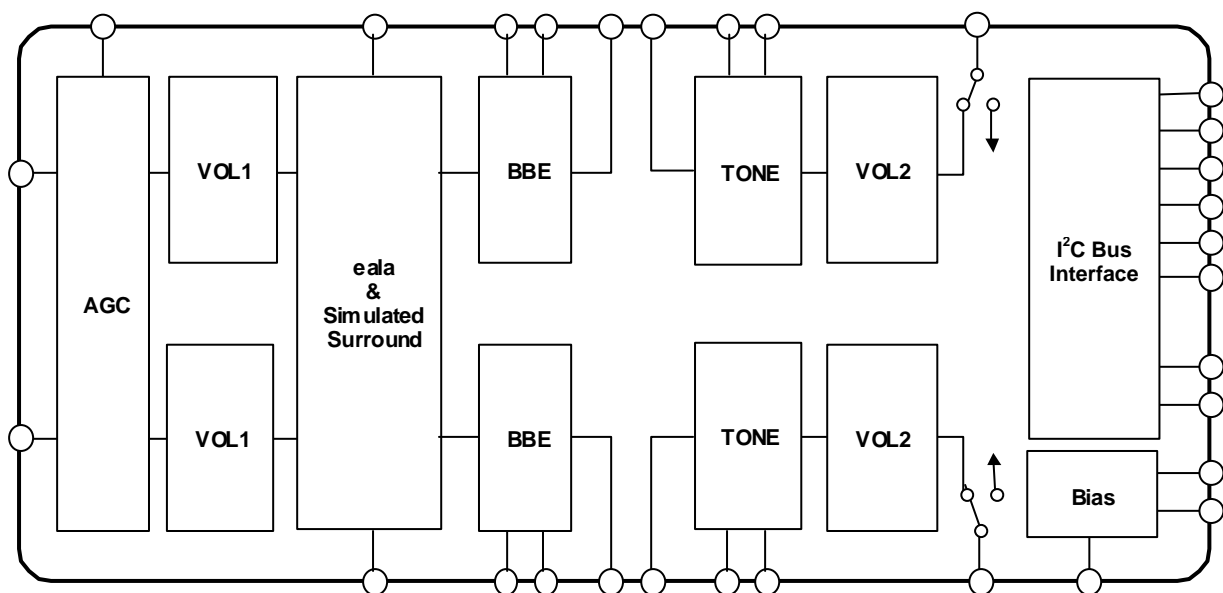 AGC
VOL1
VOL1
eala
&
Simulated
Surround
BBE
BBE
TONE
TONE
VOL2
VOL2
I²C Bus
Interface
Bias